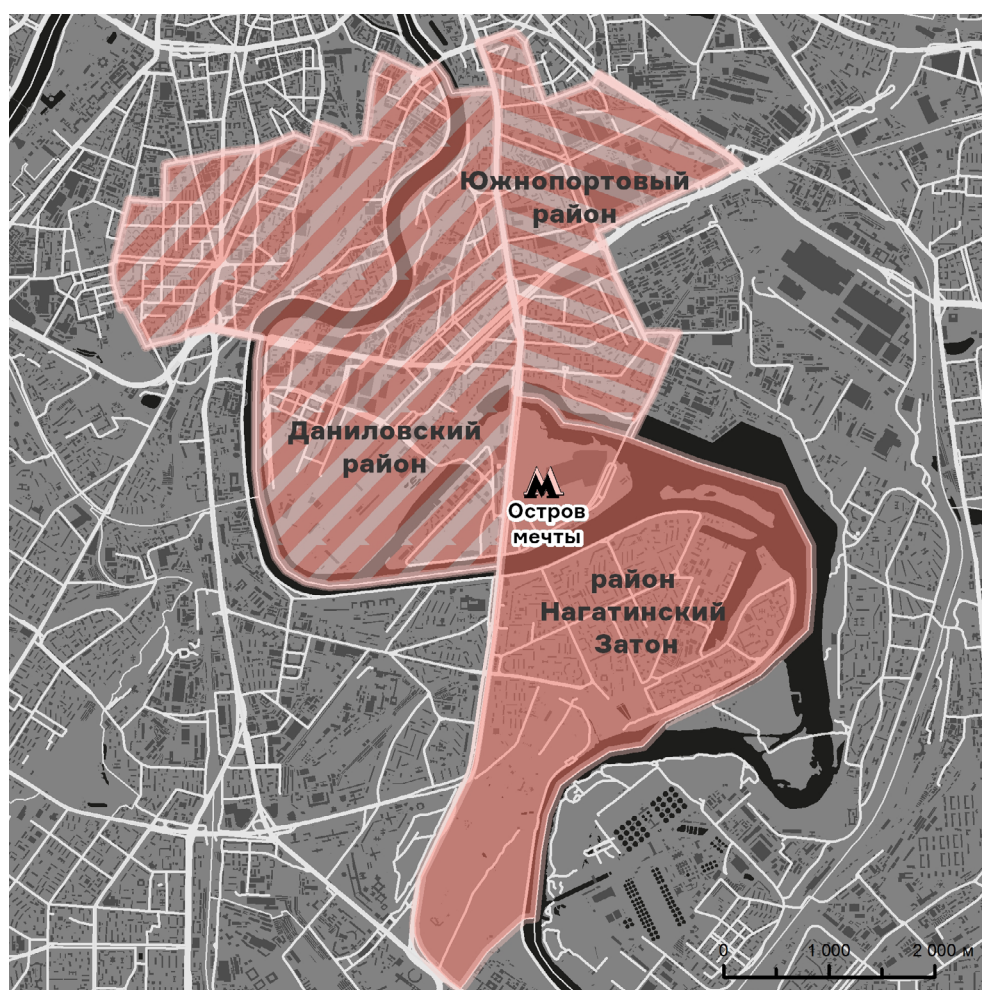 Южнопортовый
район
Даниловский
район
Остров
мечты
район
Нагатинский
Затон
0 1 000 2 000 м